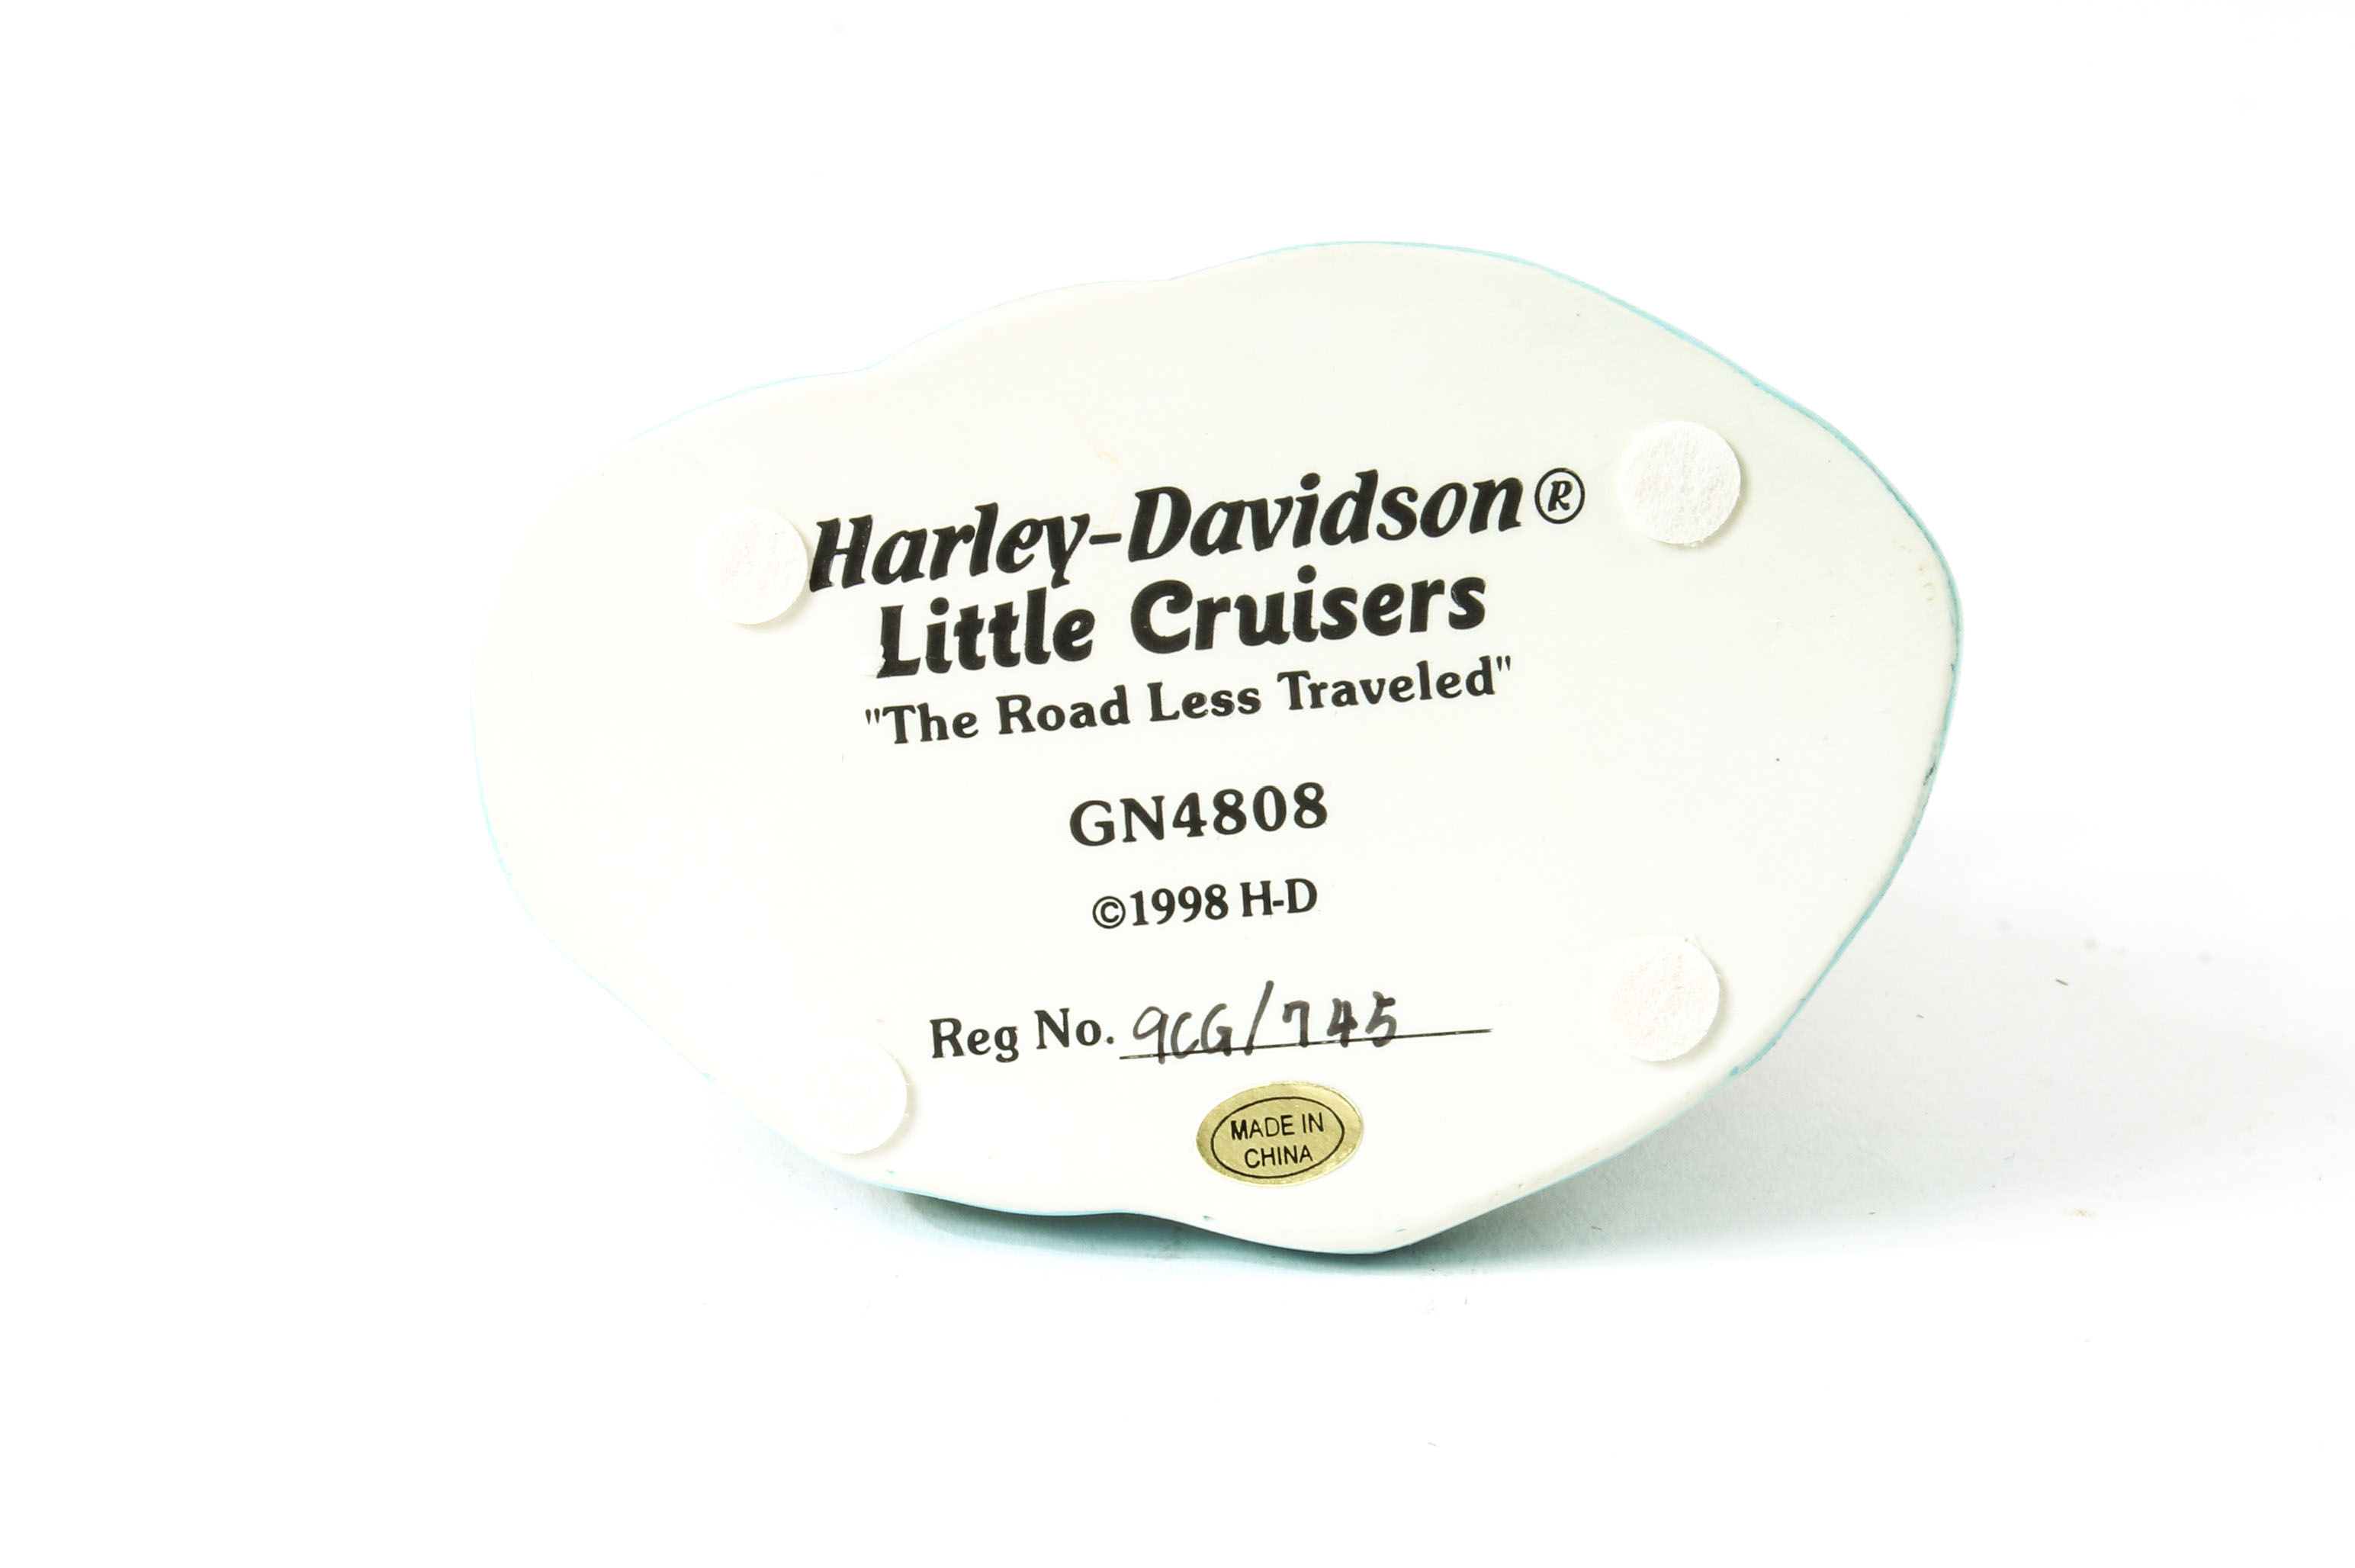 Harley-Davidson®
Little Cruisers
"The Road Less Traveled"
GN4808
©1998 H-D
Reg No. 9CG/745
MADE IN
CHINA